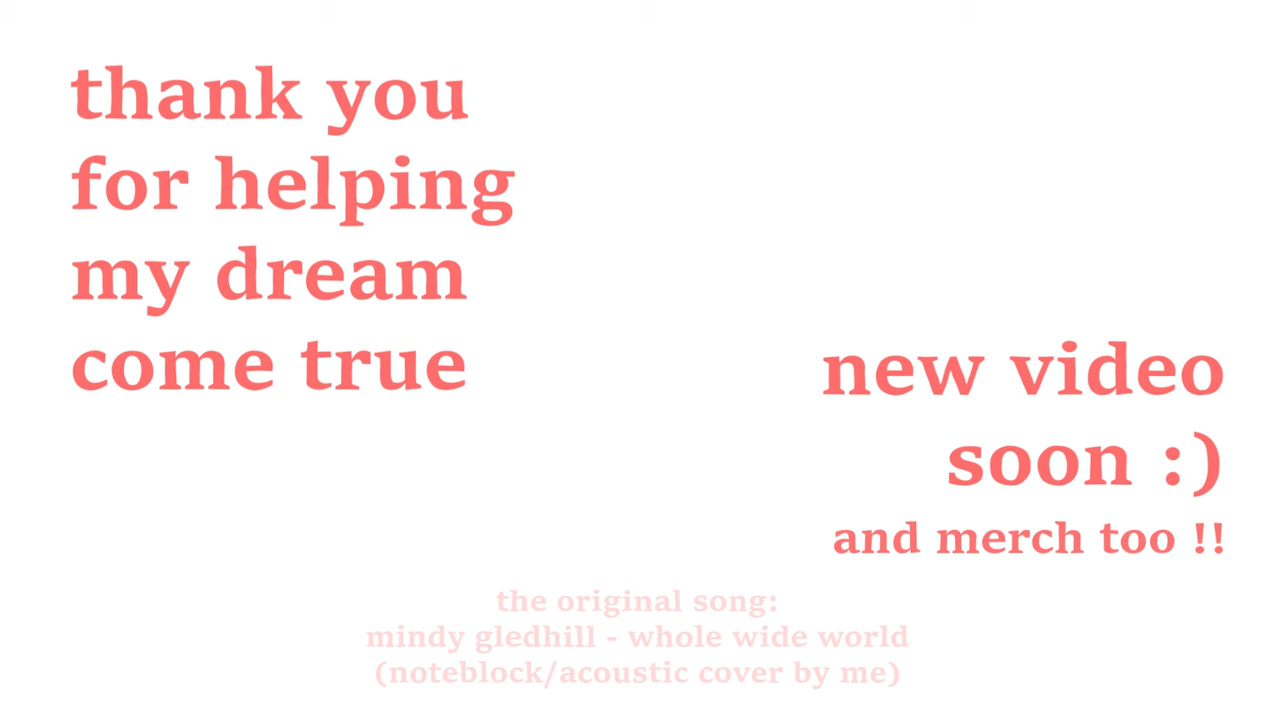 thank you
for helping
my dream
come true
new video
soon :)
and merch too !!
the original song:
mindy gledhill - whole wide world
(noteblock/acoustic cover by me)